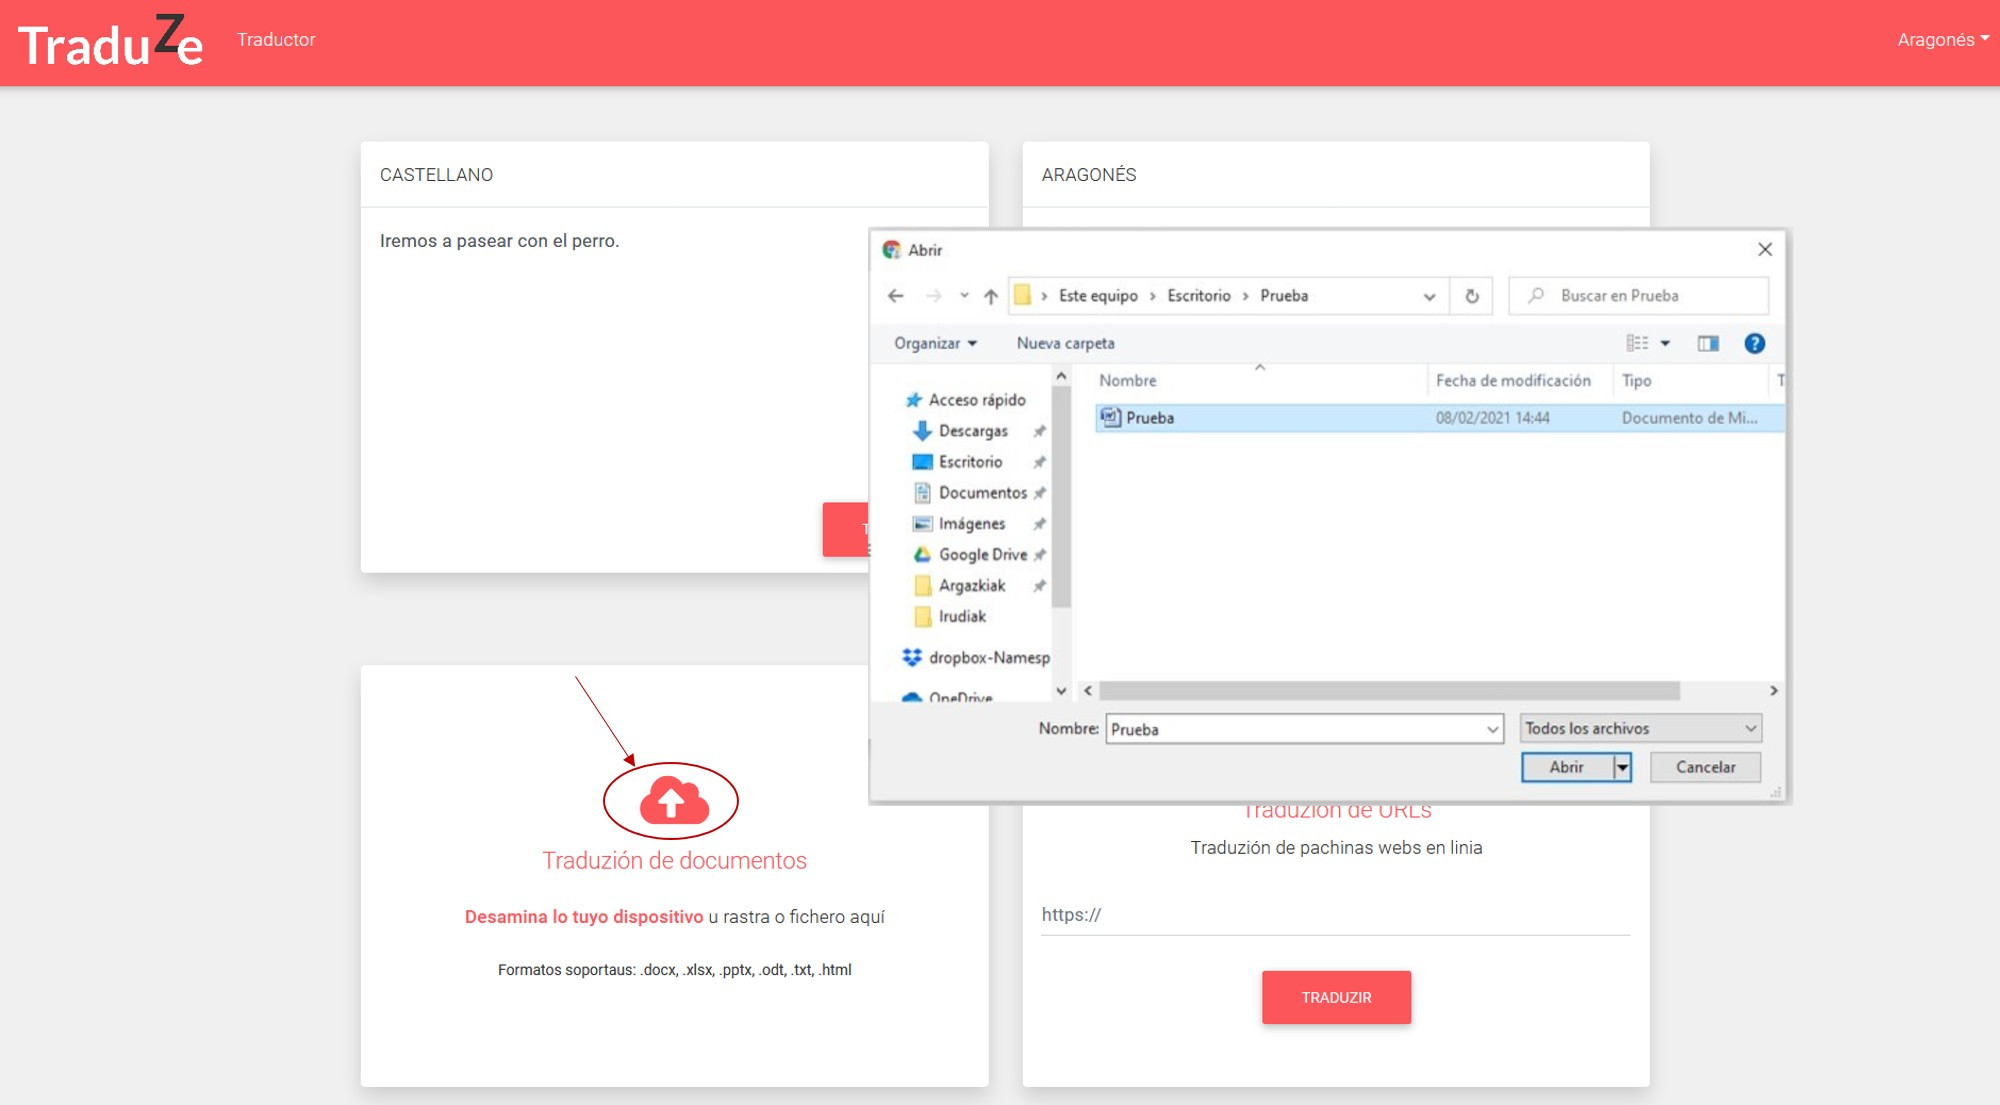 TraduZe
Traductor
Aragonés
CASTELLANO
Iremos a pasear con el perro.
ARAGONÉS
Abrir
Este equipo > Escritorio > Prueba
Buscar en Prueba
Organizar
Nueva carpeta
Nombre
Fecha de modificación
Tipo
T
Prueba
08/02/2021 14:44
Documento de Mi...
Acceso rápido
Descargas
Escritorio
Documentos
Imágenes
Google Drive
Argazkiak
Irudiak
dropbox-Namesp
OneDrive
Nombre:
Prueba
Todos los archivos
Abrir
Cancelar
Traduzión de documentos
Desamina lo tuyo dispositivo u rastra o fichero aquí
Formatos soportaus: .docx, .xlsx, .pptx, .odt, .txt, .html
Traduzión de URLs
Traduzión de pachinas webs en linia
https://
TRADUZIR